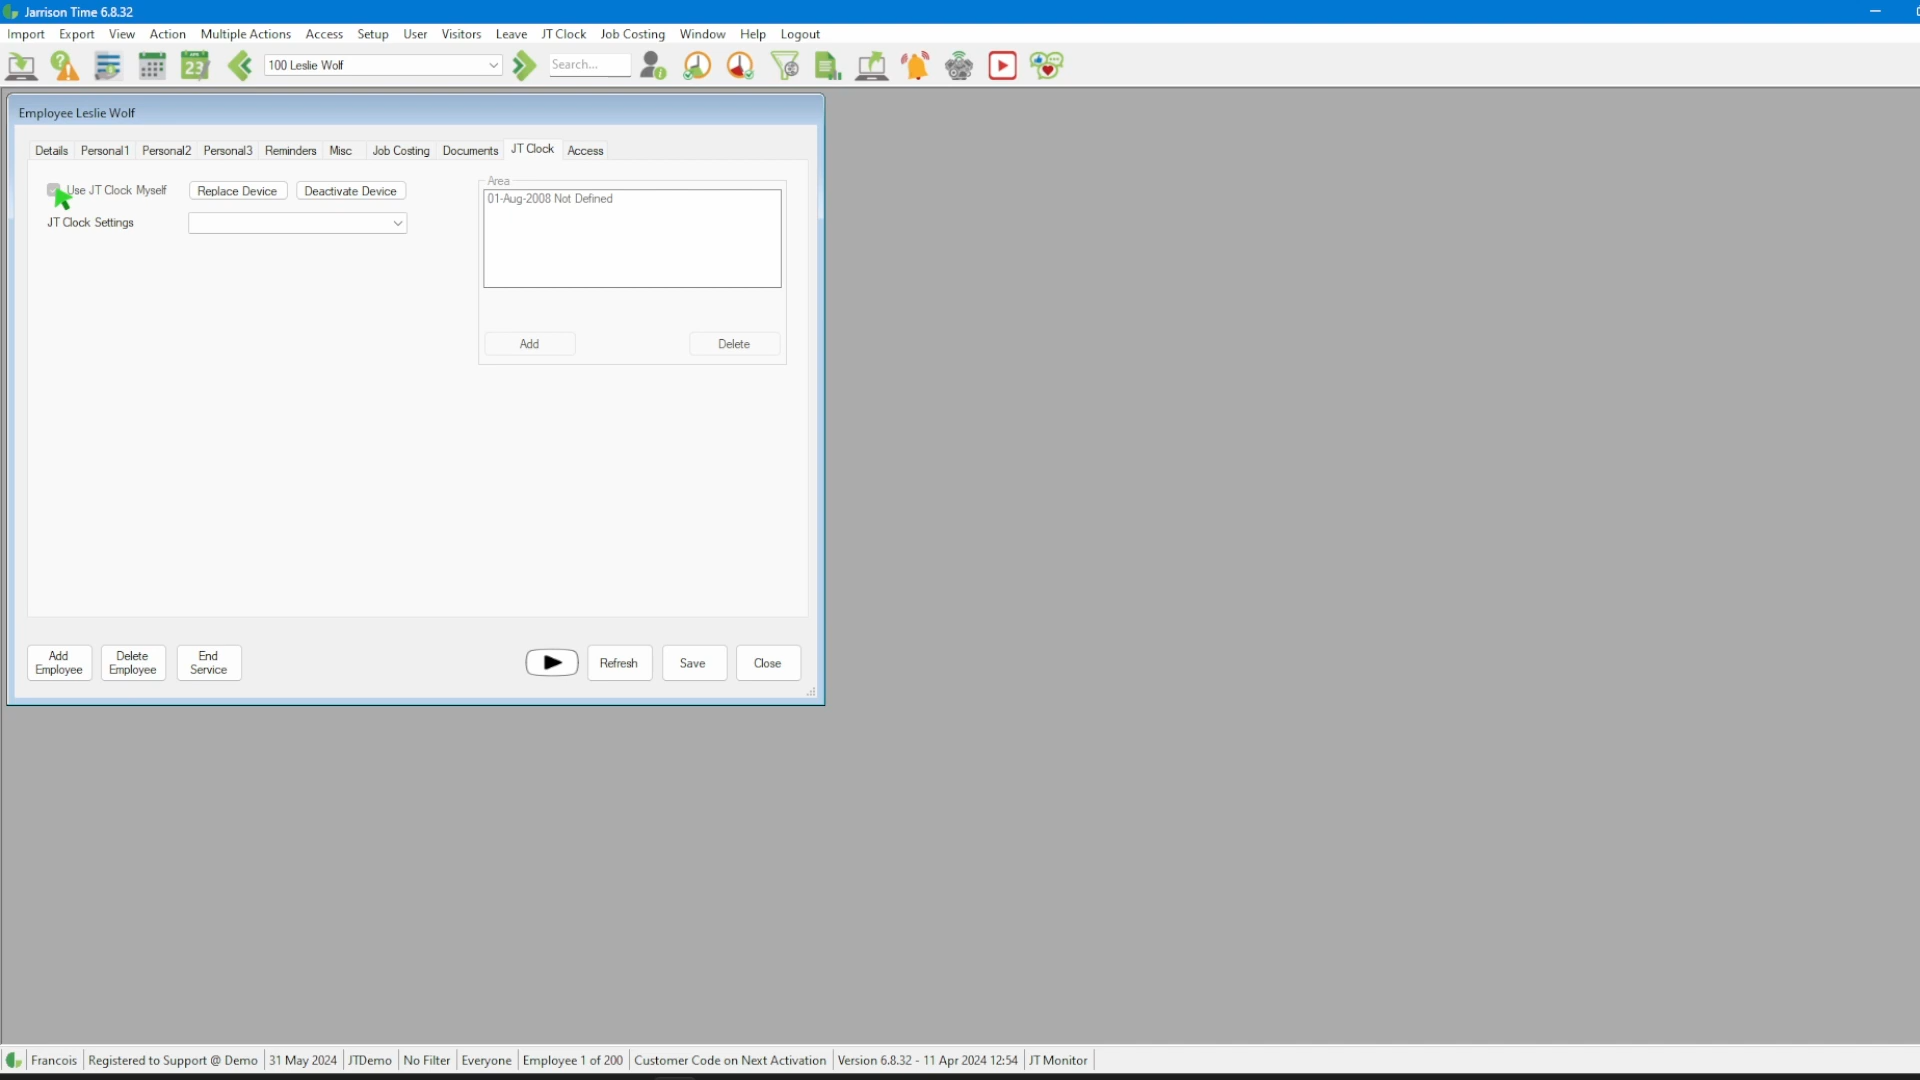 Jarrison Time 6.8.32
Import Export View Action Multiple Actions Access Setup User Visitors Leave JT Clock Job Costing Window Help Logout
23 100 Leslie Wolf Search...
Employee Leslie Wolf
Details Personal1 Personal2 Personal3 Reminders Misc Job Costing Documents JT Clock Access
Use JT Clock Myself Replace Device Deactivate Device
Area
01-Aug-2008 Not Defined
JT Clock Settings
Add Delete
Add Employee Delete Employee End Service Refresh Save Close
Francois Registered to Support @ Demo 31 May 2024 JTDemo No Filter Everyone Employee 1 of 200 Customer Code on Next Activation Version 6.8.32 - 11 Apr 2024 12:54 JT Monitor